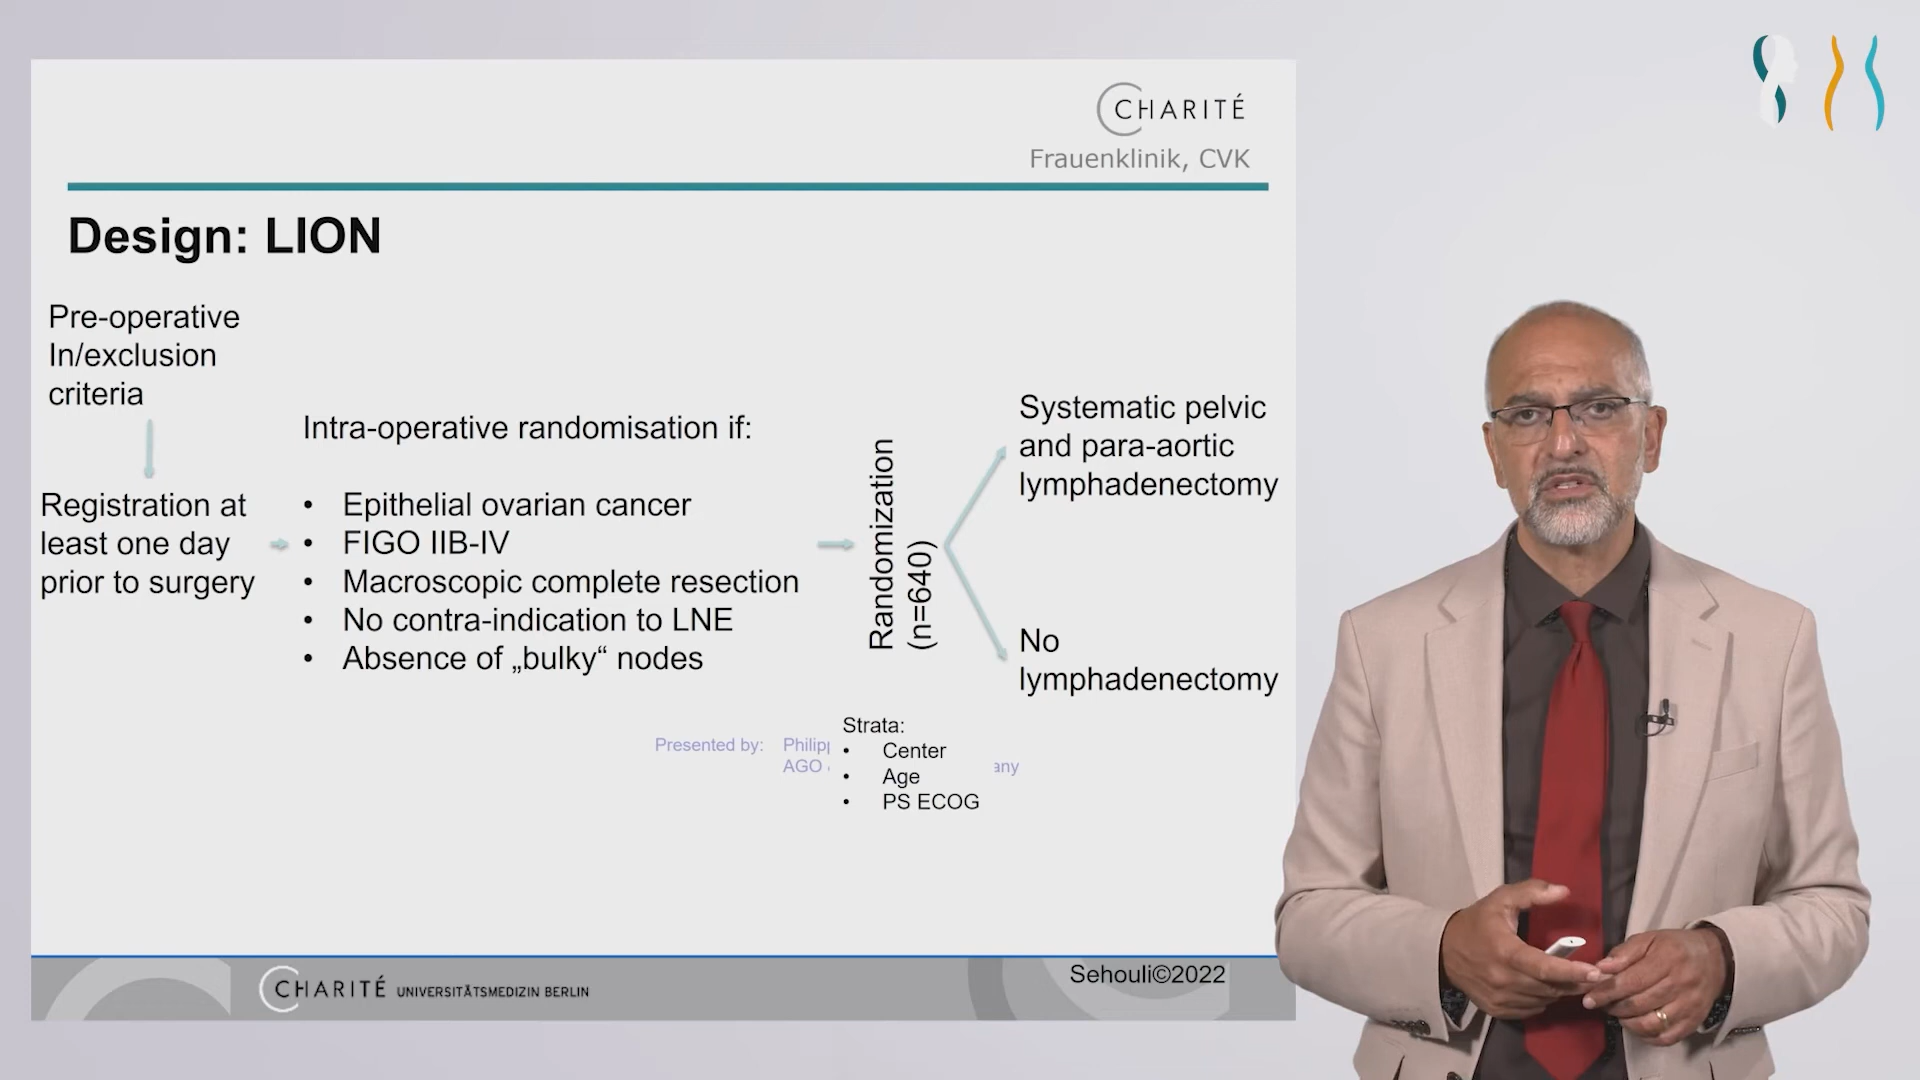 CHARITÉ
Frauenklinik, CVK
Design: LION
Pre-operative
In/exclusion
criteria
Registration at
least one day
prior to surgery
Intra-operative randomisation if:
• Epithelial ovarian cancer
• FIGO IIB-IV
• Macroscopic complete resection
• No contra-indication to LNE
• Absence of „bulky“ nodes
Randomization
(n=640)
Systematic pelvic
and para-aortic
lymphadenectomy
No
lymphadenectomy
Strata:
• Center
• Age
• PS ECOG
Presented by:
AGO
CHARITÉ UNIVERSITÄTSMEDIZIN BERLIN
Sehouli©2022